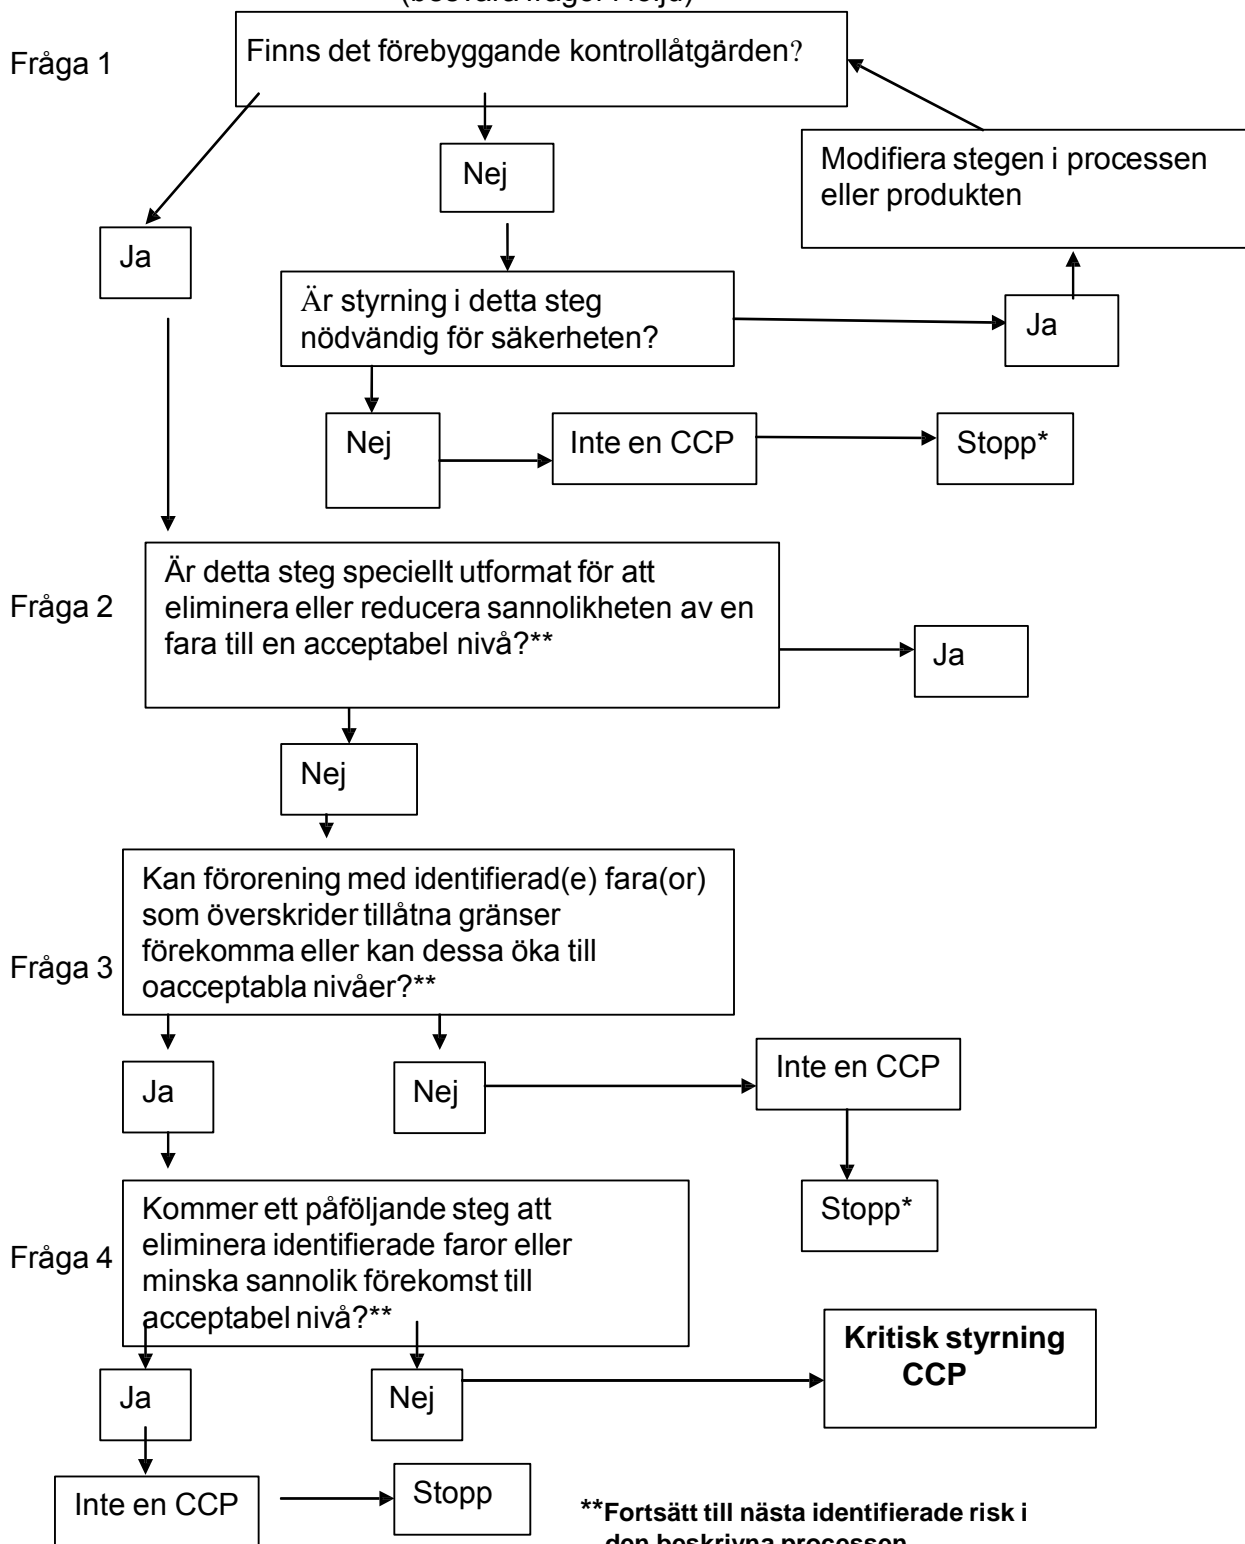 Fråga 1
Finns det förebyggande kontrollåtgärden?
Nej
Modifiera stegen i processen
eller produkten
Ja
Är styrning i detta steg
nödvändig för säkerheten?
Ja
Nej
Inte en CCP
Stopp*
Fråga 2
Är detta steg speciellt utformat för att
eliminera eller reducera sannolikheten av en
fara till en acceptabel nivå?**
Ja
Nej
Fråga 3
Kan förorening med identifierad(e) fara(or)
som överskrider tillåtna gränser
förekomma eller kan dessa öka till
oacceptabla nivåer?**
Ja
Nej
Inte en CCP
Stopp*
Fråga 4
Kommer ett påföljande steg att
eliminera identifierade faror eller
minska sannolik förekomst till
acceptabel nivå?**
Kritisk styrning
CCP
Ja
Nej
Inte en CCP
Stopp
**Fortsätt till nästa identifierade risk i
den beskrivna processen